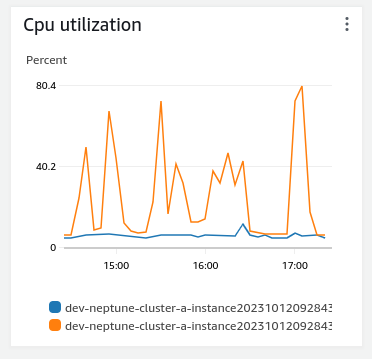 Cpu utilization
Percent
80.4
40.2
0
15:00 16:00 17:00
dev-neptune-cluster-a-instance20231012092843
dev-neptune-cluster-a-instance20231012092843